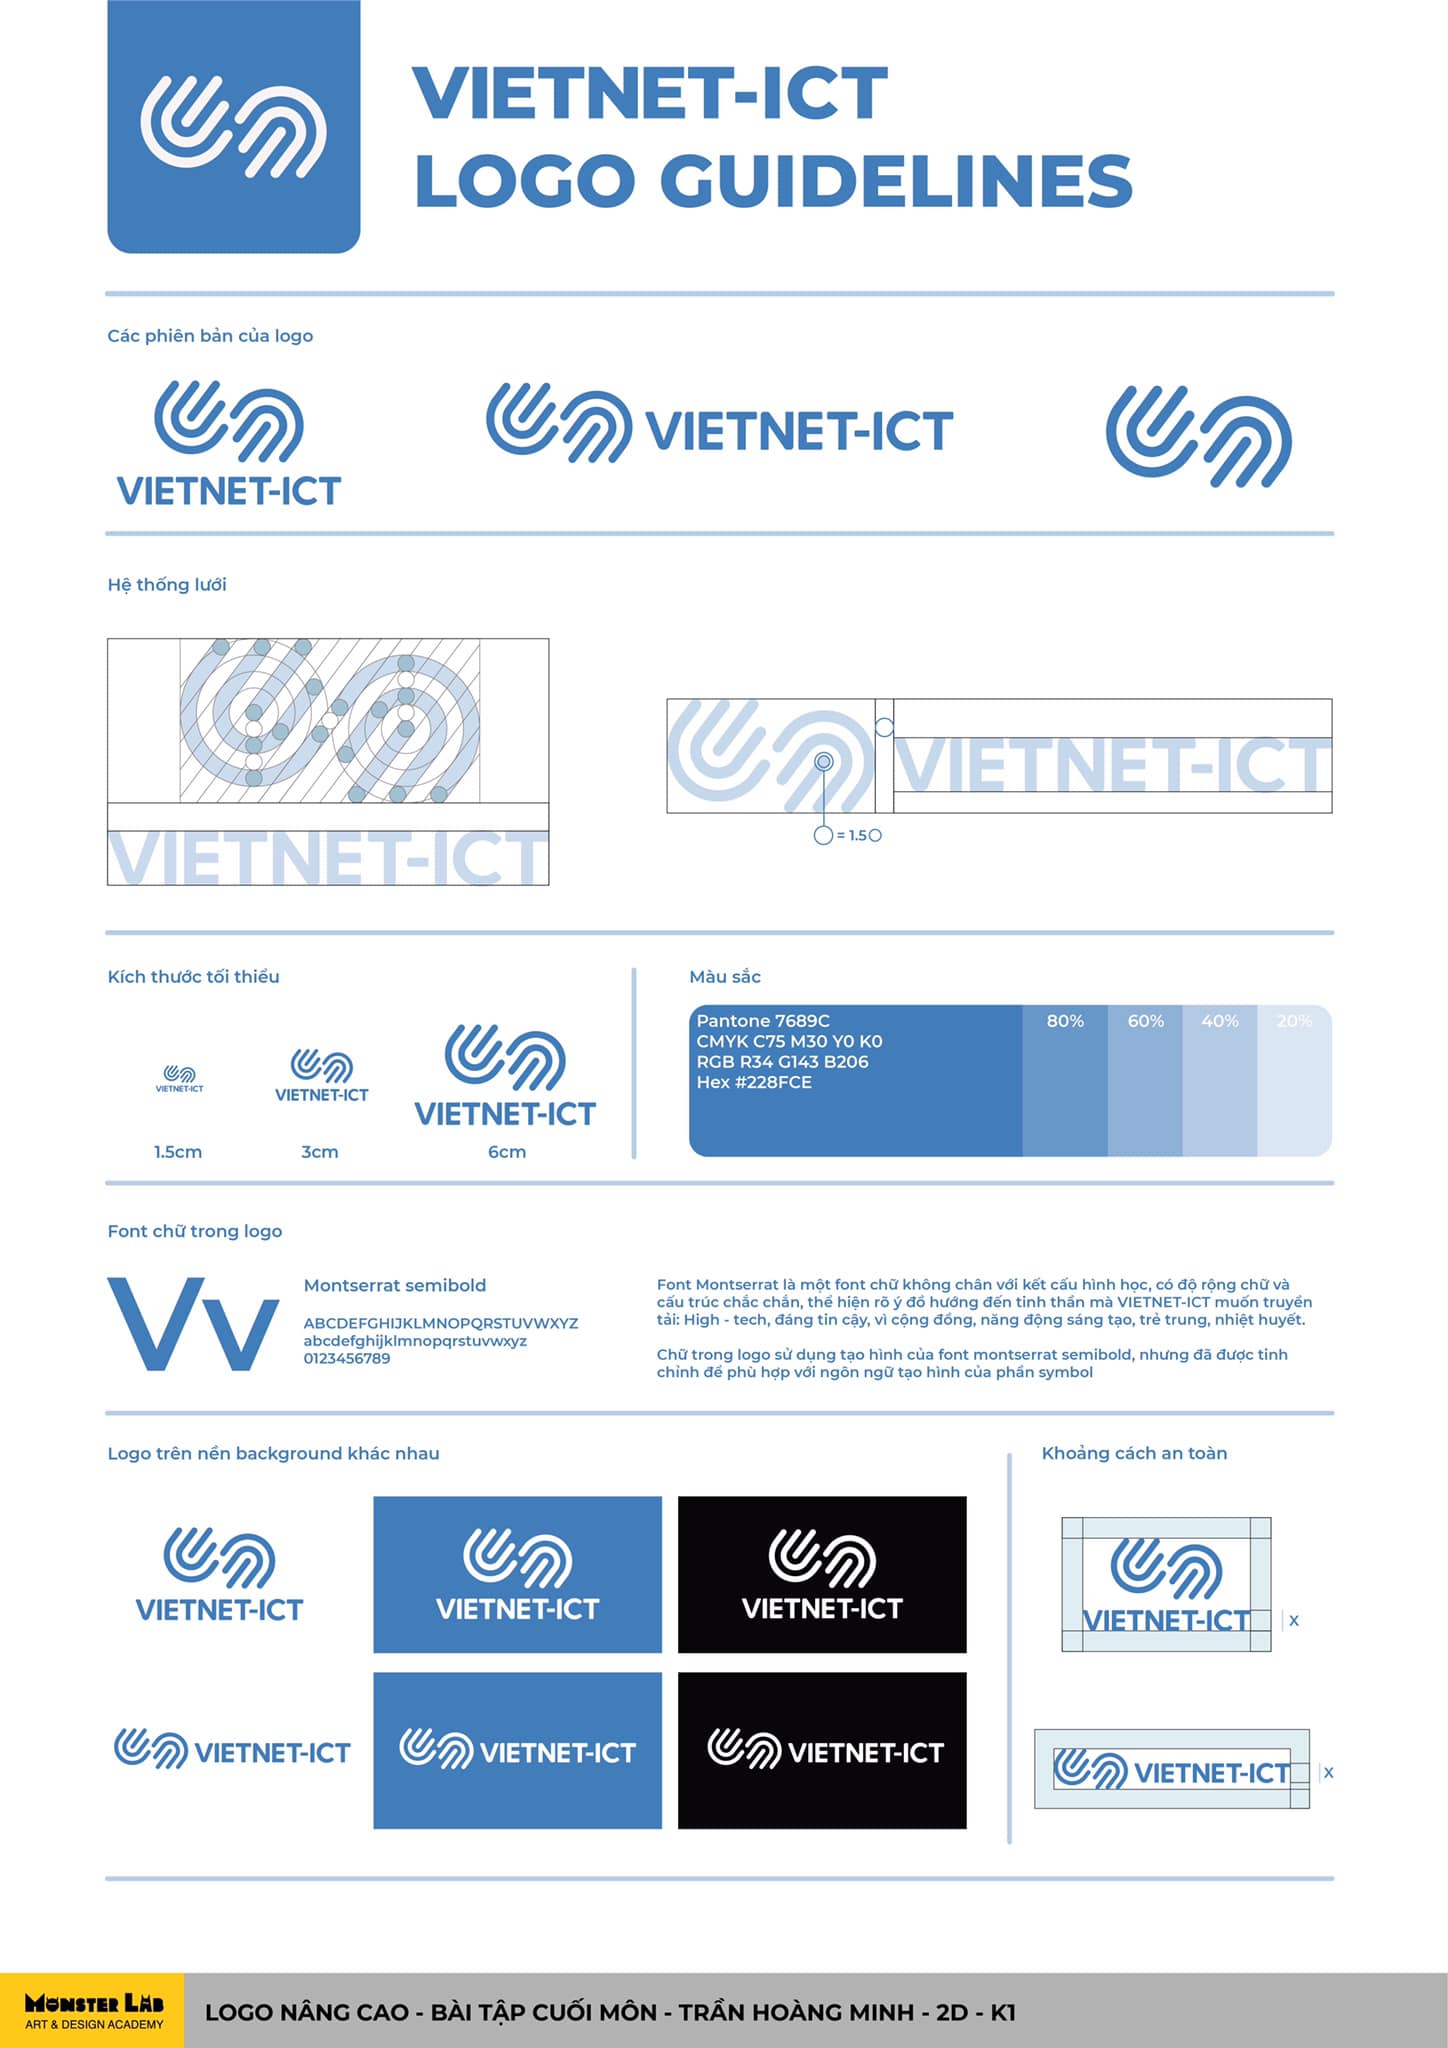 VIETNET-ICT
LOGO GUIDELINES
Các phiên bản của logo
VIETNET-ICT
VIETNET-ICT
Hệ thống lưới
VIETNET-ICT
VIETNET-ICT
= 1.5
Kích thước tối thiểu
VIETNET-ICT
VIETNET-ICT
VIETNET-ICT
1.5cm
3cm
6cm
Màu sắc
Pantone 7689C
CMYK C75 M30 Y0 K0
RGB R34 G143 B206
Hex #228FCE
80%
60%
40%
20%
Font chữ trong logo
Vv
Montserrat semibold
ABCDEFGHIJKLMNOPQRSTUVWXYZ
abcdefghijklmnopqrstuvwxyz
0123456789
Font Montserrat là một font chữ không chân với kết cấu hình học, có độ rộng chữ và
cấu trúc chắc chắn, thể hiện rõ ý đồ hướng đến tinh thần mà VIETNET-ICT muốn truyền
tải: High - tech, đáng tin cậy, vì cộng đồng, năng động sáng tạo, trẻ trung, nhiệt huyết.
Chữ trong logo sử dụng tạo hình của font montserrat semibold, nhưng đã được tinh
chỉnh để phù hợp với ngôn ngữ tạo hình của phần symbol
Logo trên nền background khác nhau
VIETNET-ICT
VIETNET-ICT
VIETNET-ICT
VIETNET-ICT
VIETNET-ICT
VIETNET-ICT
Khoảng cách an toàn
VIETNET-ICT
X
VIETNET-ICT
X
MONSTER LAB
ART & DESIGN ACADEMY
LOGO NÂNG CAO - BÀI TẬP CUỐI MÔN - TRẦN HOÀNG MINH - 2D - K1